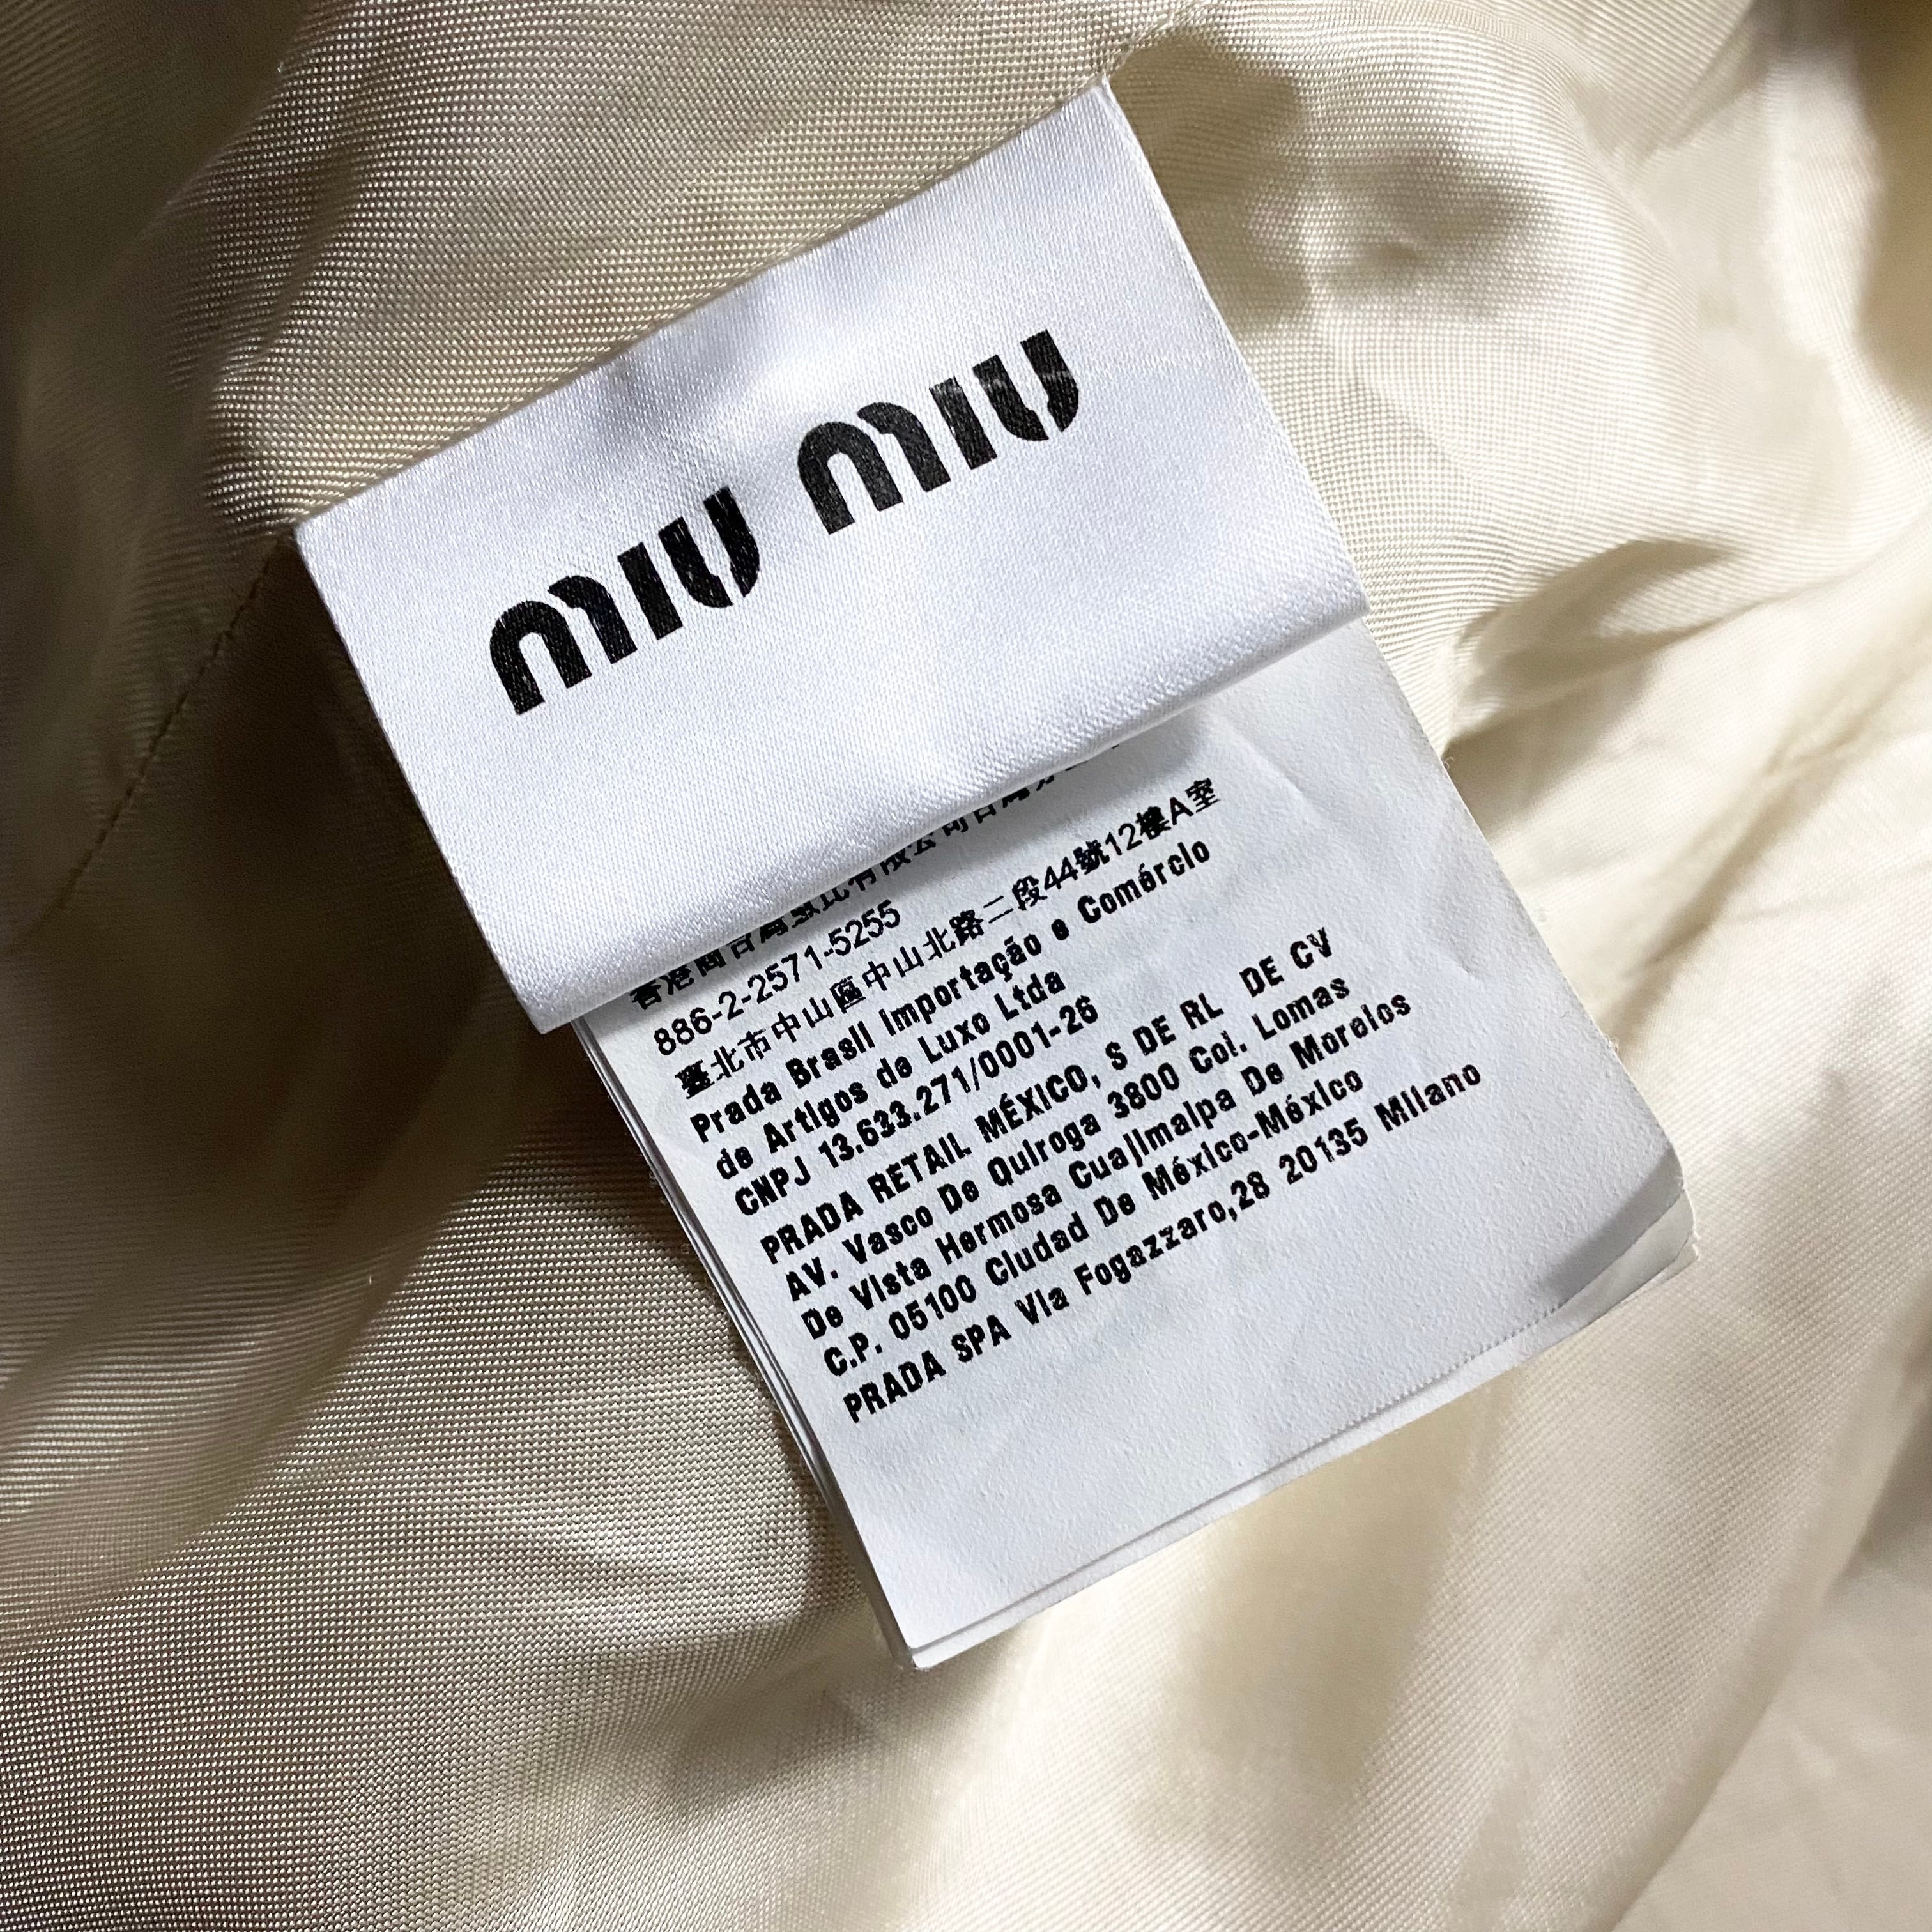 miu miu
886-2-2571-5255
臺北市中山區中山北路二段44號12樓A室
Prada Brasil Importação e Comércio
de Artigos de Luxo Ltda
CNPJ 13.633.271/0001-26
PRADA RETAIL MÉXICO, S DE RL DE CV
AV. Vasco De Quiroga 3800 Col. Lomas
De Vista Hermosa Cuajimalpa De Morelos
C.P. 05100 Ciudad De México-México
PRADA SPA Via Fogazzaro,28 20135 Milano